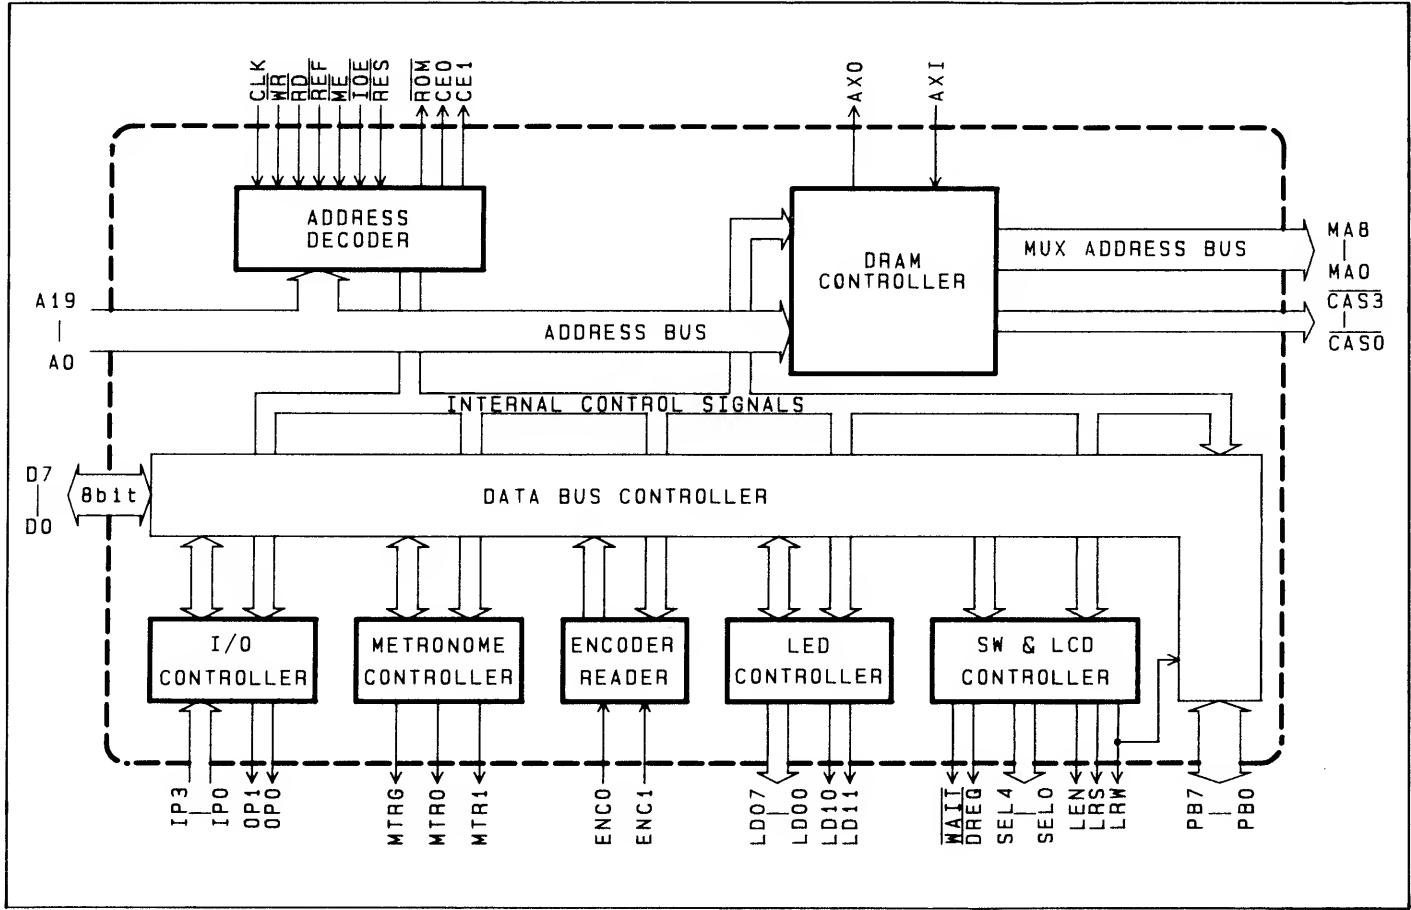 CLK
WR
RD
REF
ME
IOE
RES
ROM
CE0
CE1
AXO
AXI
ADDRESS
DECODER
DRAM
CONTROLLER
MUX ADDRESS BUS
MA8
MA0
CAS3
CAS0
A19
A0
ADDRESS BUS
INTERNAL CONTROL SIGNALS
D7
D0
8bit
DATA BUS CONTROLLER
I/O
CONTROLLER
METRONOME
CONTROLLER
ENCODER
READER
LED
CONTROLLER
SW & LCD
CONTROLLER
IP3
IP0
OP1
OP0
MTRG
MTR0
MTR1
ENC0
ENC1
LD07
LD00
LD10
LD11
WAIT
DREQ
SEL4
SEL0
LEN
LRS
LRW
PB7
PB0